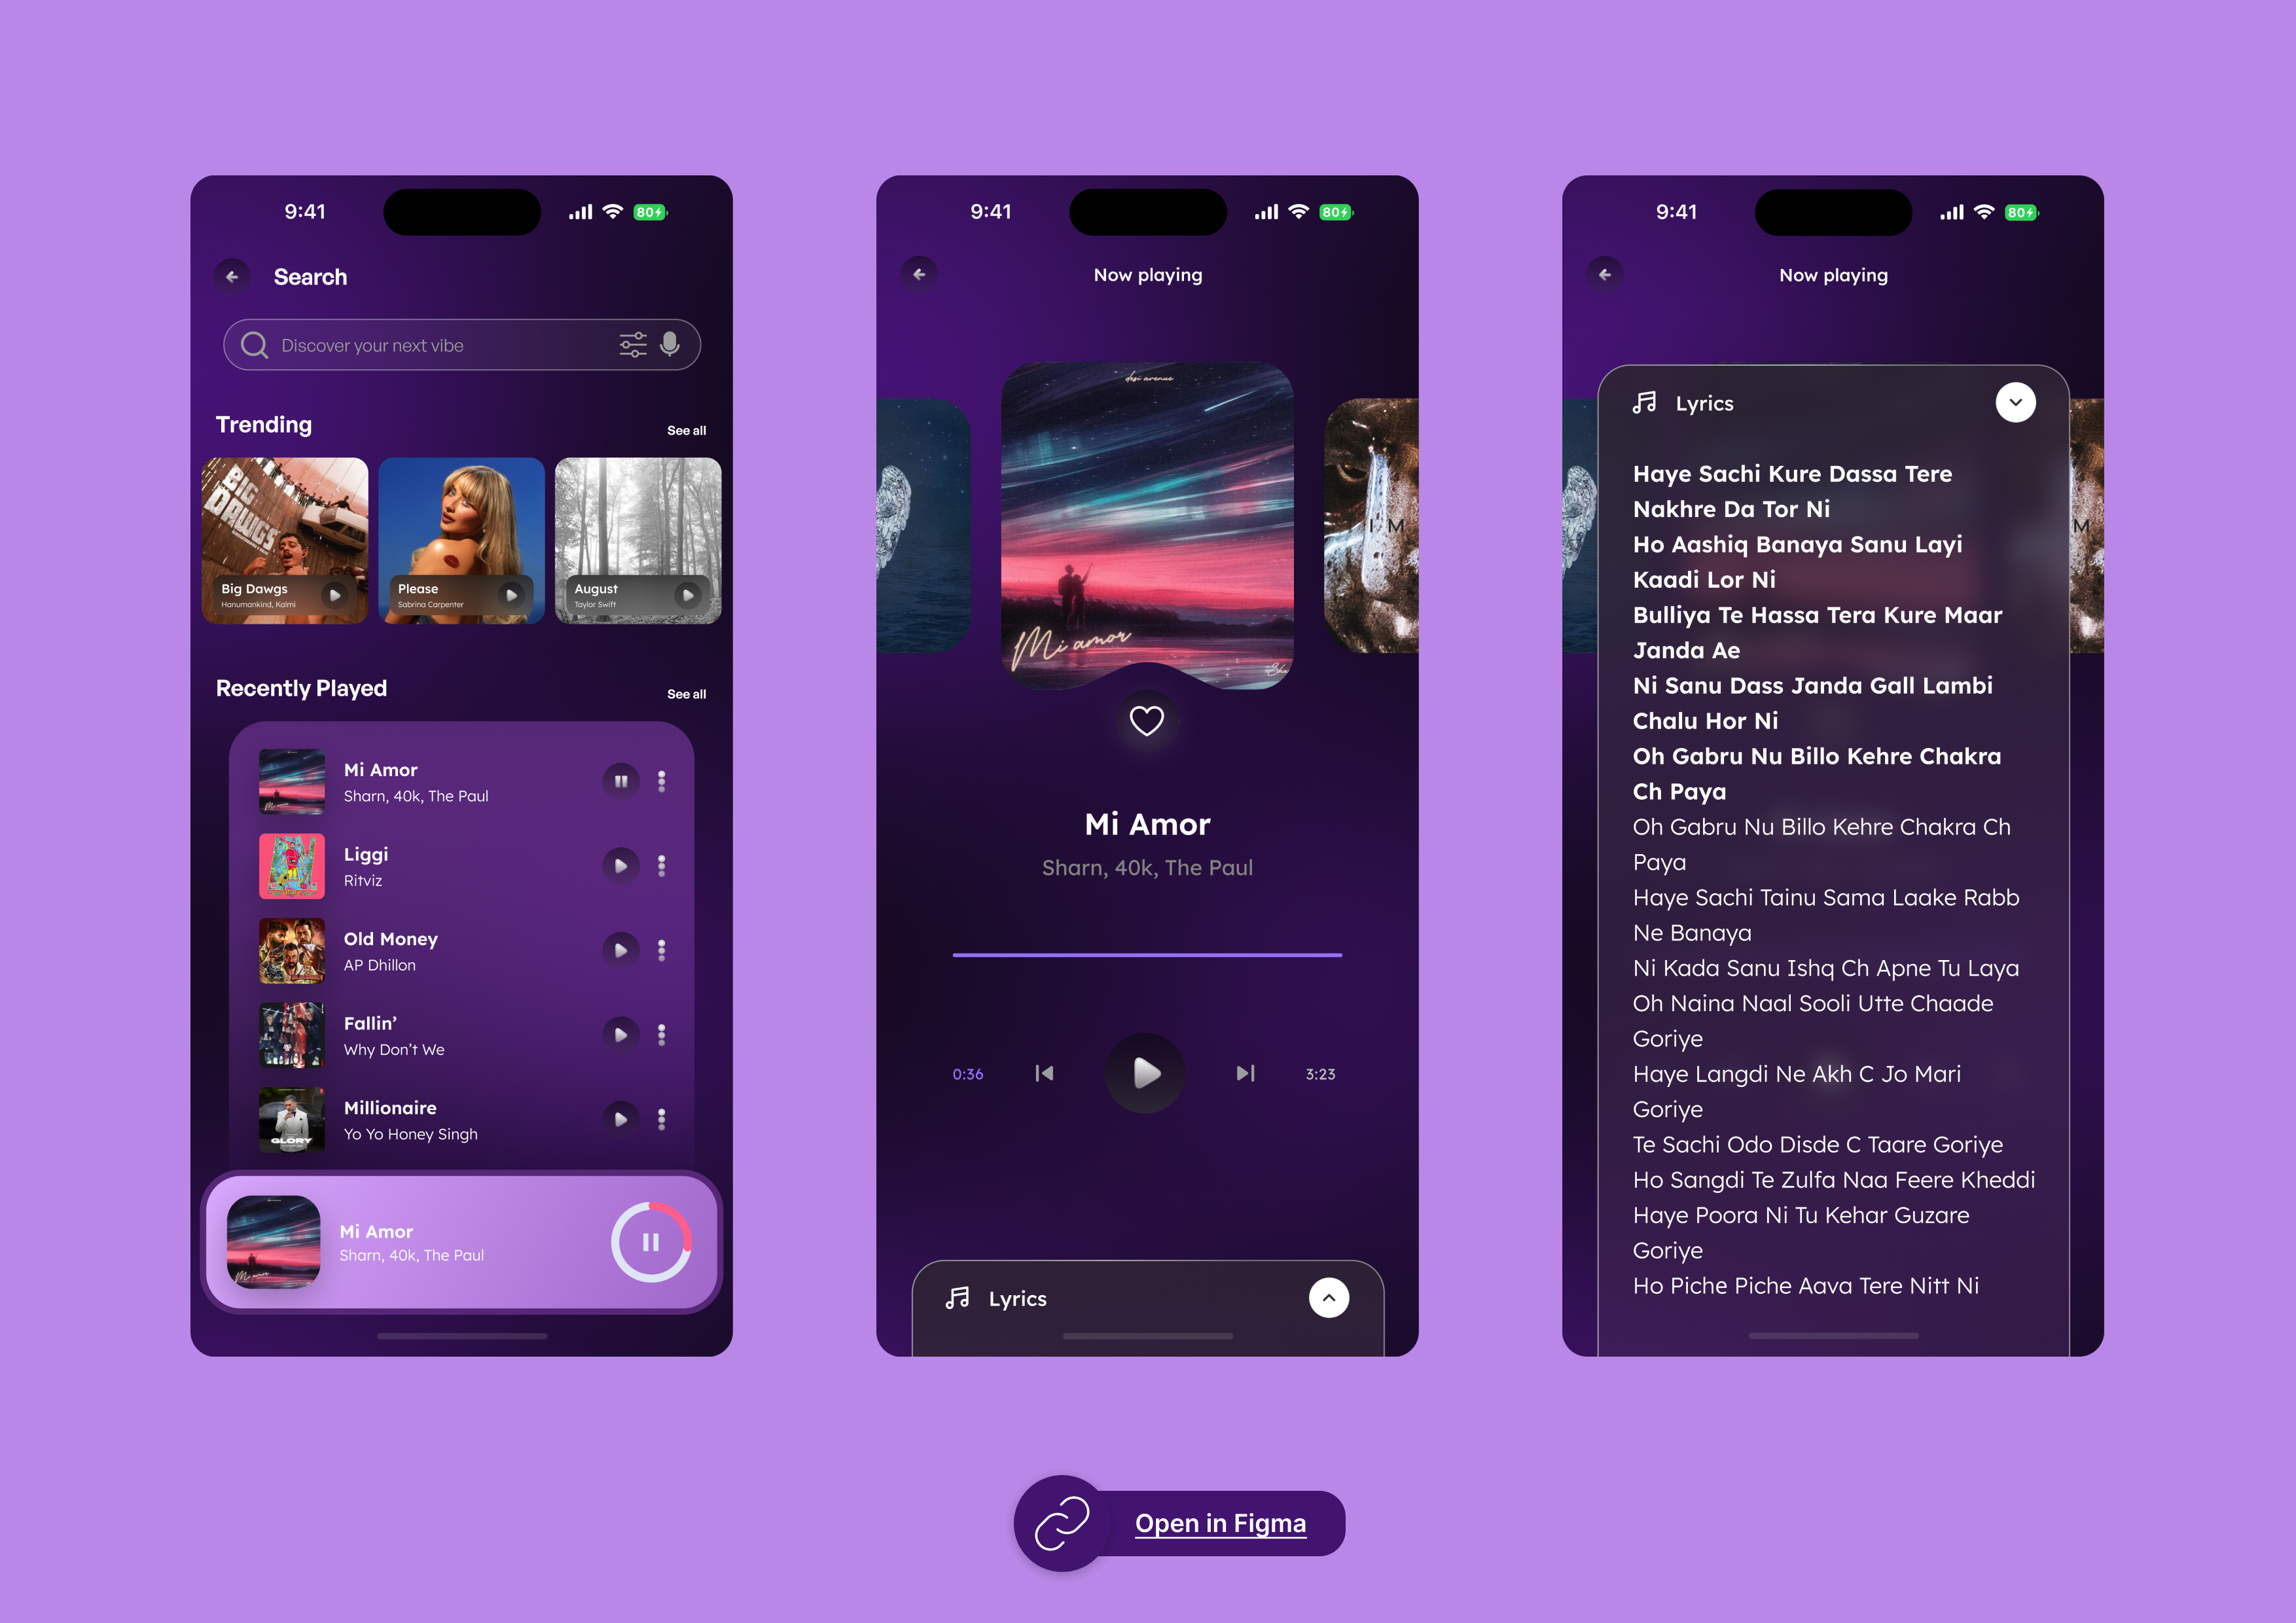 9:41
80
Search
Discover your next vibe
Trending
See all
BIG
DAWGS
Big Dawgs
Hanumankind, Kalmi
Please
Sabrina Carpenter
August
Taylor Swift
Recently Played
See all
Mi Amor
Sharn, 40k, The Paul
Liggi
Ritviz
Old Money
AP Dhillon
Fallin’
Why Don’t We
Millionaire
Yo Yo Honey Singh
GLORY
Mi amor
Mi Amor
Sharn, 40k, The Paul
9:41
80
Now playing
desi avenue
I'M
Mi amor
Mi Amor
Sharn, 40k, The Paul
0:36
3:23
Lyrics
9:41
80
Now playing
Lyrics
M
Haye Sachi Kure Dassa Tere
Nakhre Da Tor Ni
Ho Aashiq Banaya Sanu Layi
Kaadi Lor Ni
Bulliya Te Hassa Tera Kure Maar
Janda Ae
Ni Sanu Dass Janda Gall Lambi
Chalu Hor Ni
Oh Gabru Nu Billo Kehre Chakra
Ch Paya
Oh Gabru Nu Billo Kehre Chakra Ch
Paya
Haye Sachi Tainu Sama Laake Rabb
Ne Banaya
Ni Kada Sanu Ishq Ch Apne Tu Laya
Oh Naina Naal Sooli Utte Chaade
Goriye
Haye Langdi Ne Akh C Jo Mari
Goriye
Te Sachi Odo Disde C Taare Goriye
Ho Sangdi Te Zulfa Naa Feere Kheddi
Haye Poora Ni Tu Kehar Guzare
Goriye
Ho Piche Piche Aava Tere Nitt Ni
Open in Figma